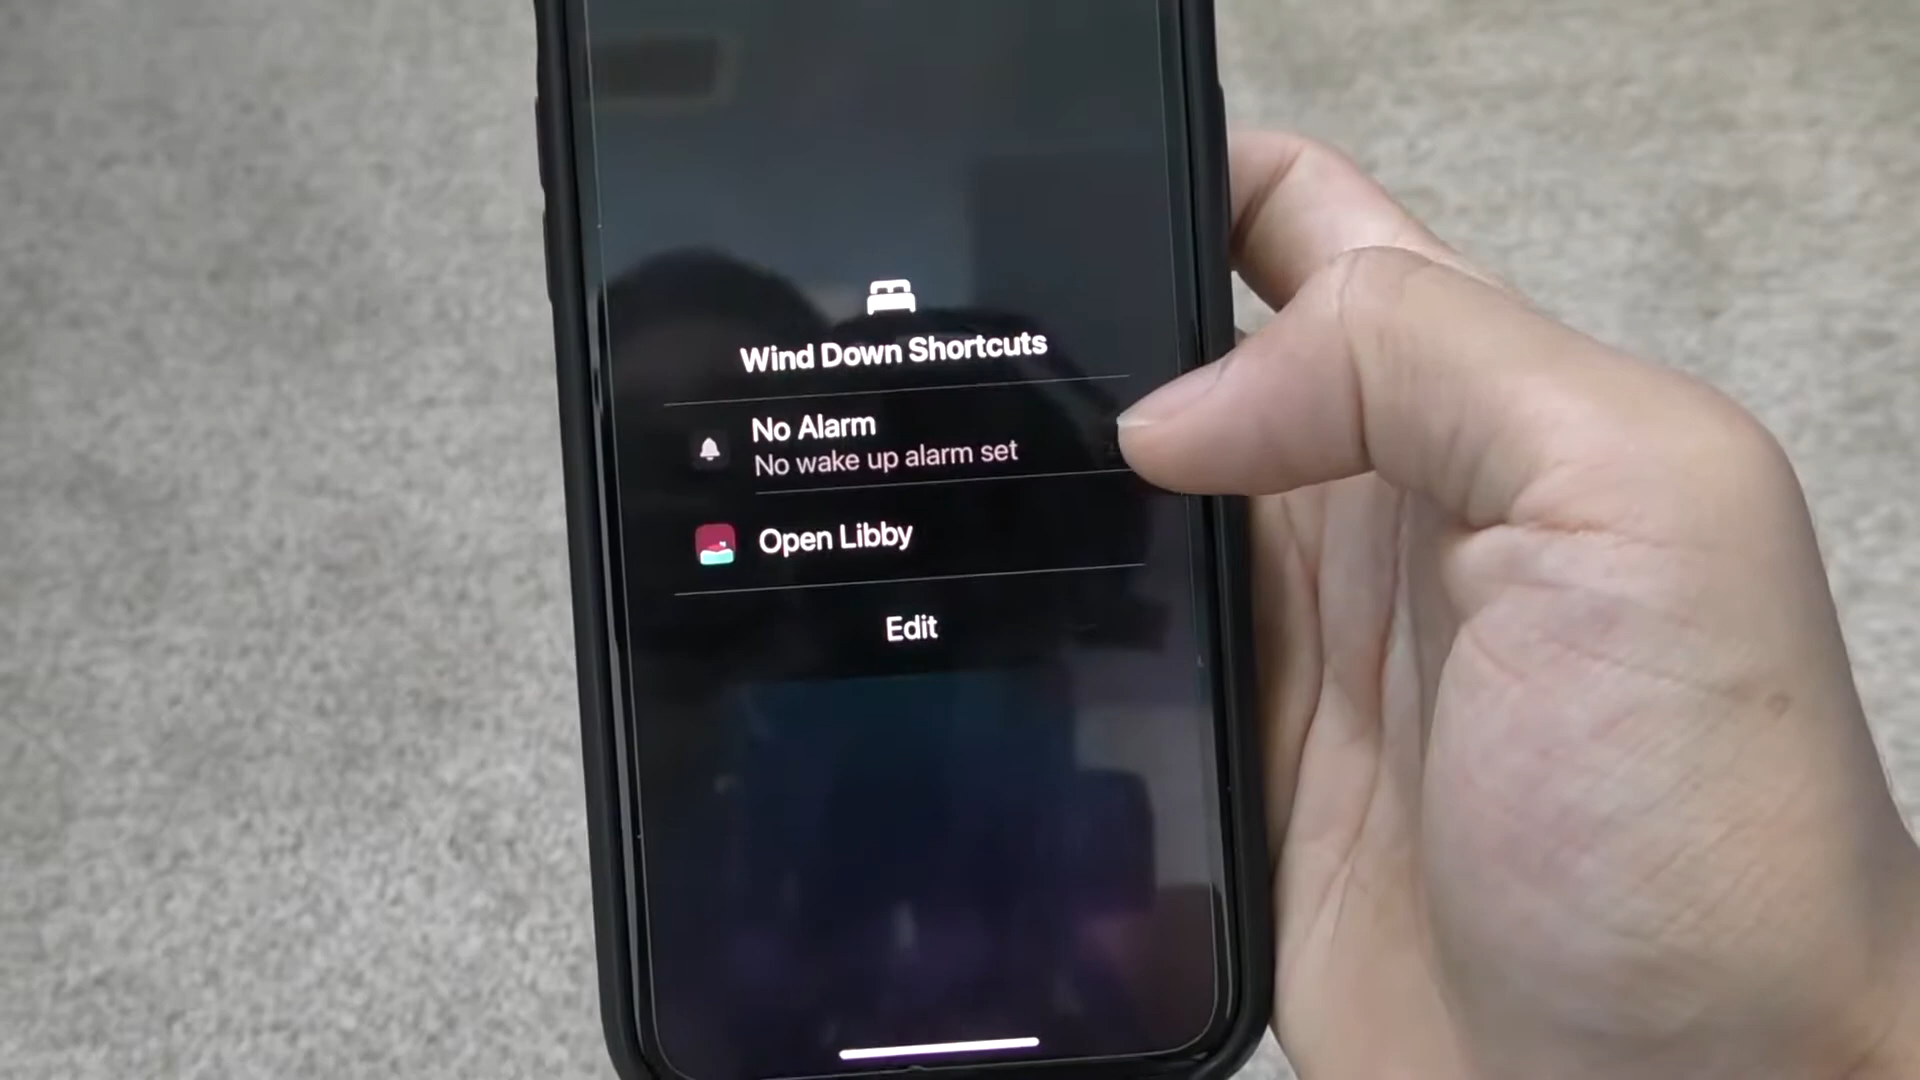 Wind Down Shortcuts
No Alarm
No wake up alarm set
Open Libby
Edit